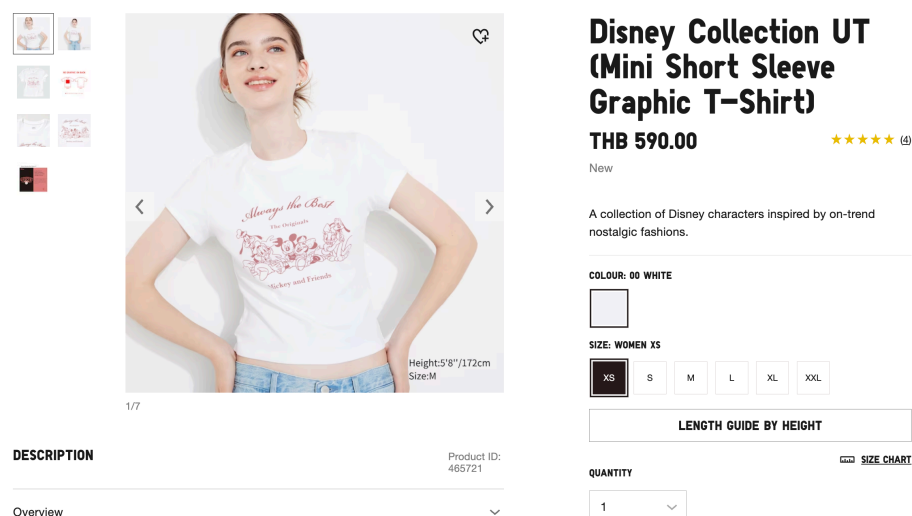 Disney Collection UT
(Mini Short Sleeve
Graphic T-Shirt)
THB 590.00
(4)
New
A collection of Disney characters inspired by on-trend
nostalgic fashions.
COLOUR: 00 WHITE
SIZE: WOMEN XS
XS S M L XL XXL
LENGTH GUIDE BY HEIGHT
SIZE CHART
QUANTITY
1
Always the Best
The Originals
Mickey and Friends
Height:5'8''/172cm
Size:M
1/7
DESCRIPTION
Product ID:
465721
Overview